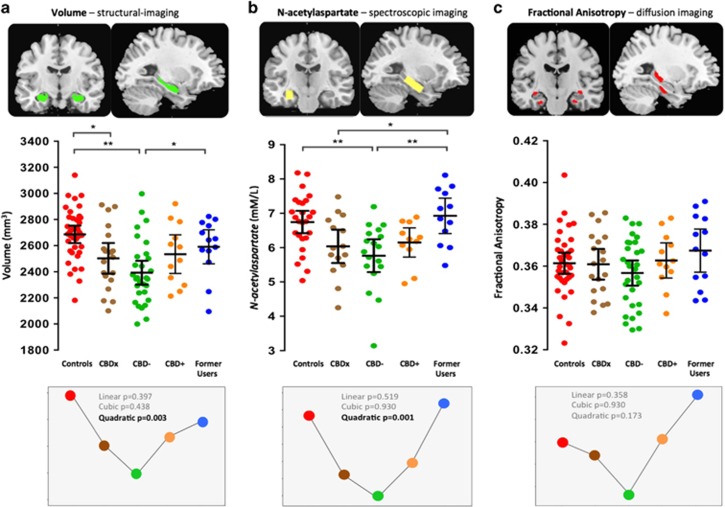 a Volume – structural-imaging
b N-acetylaspartate – spectroscopic imaging
c Fractional Anisotropy – diffusion imaging
Volume (mm³)
3400
3200
3000
2800
2600
2400
2200
2000
1800
*
**
*
Controls CBDx CBD- CBD+ Former Users
Linear p=0.397
Cubic p=0.438
Quadratic p=0.003
N-acetylaspartate (mM/L)
9
8
7
6
5
4
3
*
**
**
Controls CBDx CBD- CBD+ Former Users
Linear p=0.519
Cubic p=0.930
Quadratic p=0.001
Fractional Anisotropy
0.42
0.40
0.38
0.36
0.34
0.32
Controls CBDx CBD- CBD+ Former Users
Linear p=0.358
Cubic p=0.930
Quadratic p=0.173